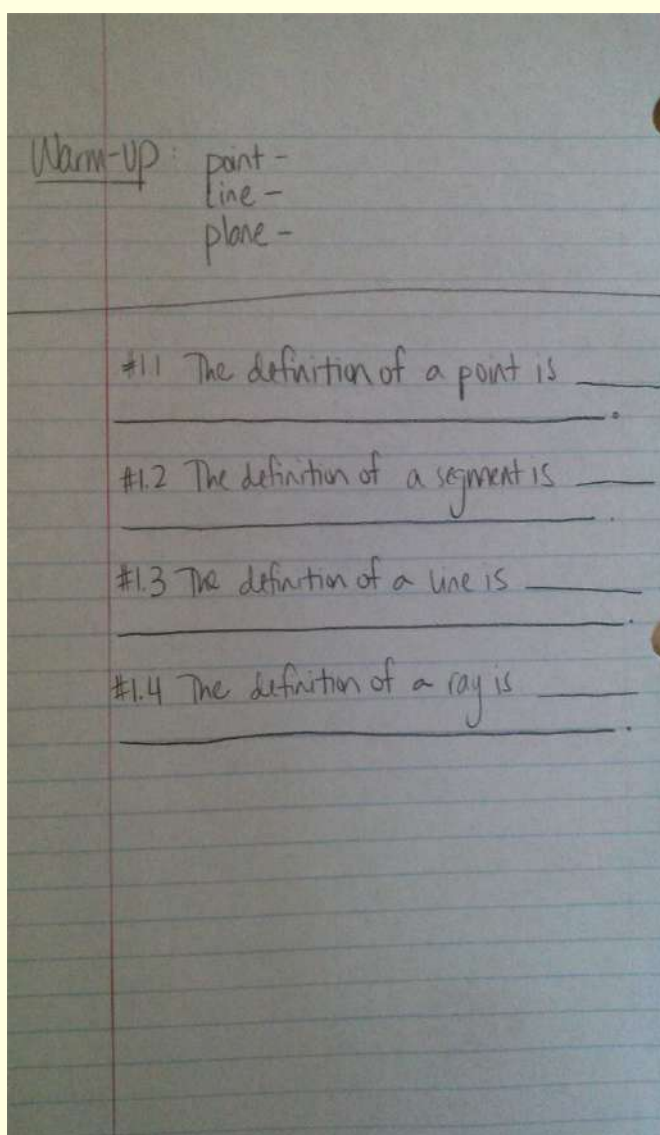 Warm-up: point -
line -
plane -
#1.1 The definition of a point is ____
____.
#1.2 The definition of a segment is ____
____.
#1.3 The definition of a line is ____
____.
#1.4 The definition of a ray is ____
____.